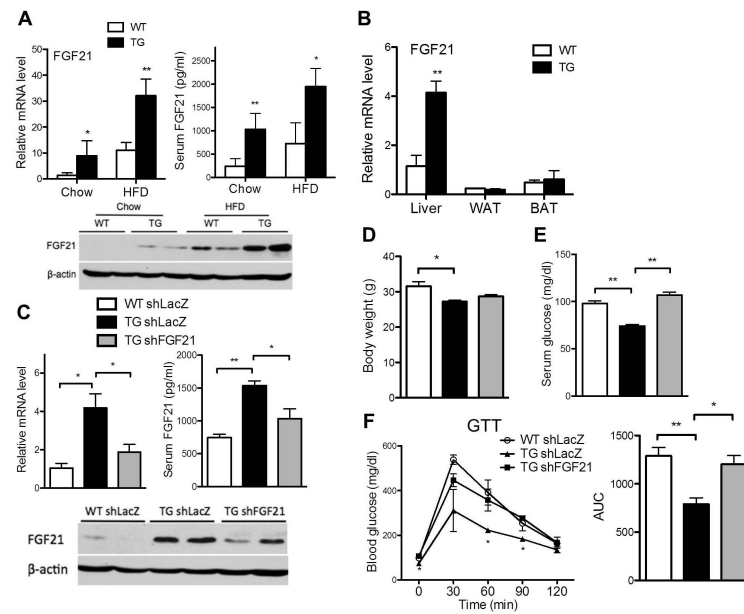 A
WT
TG
FGF21
Relative mRNA level
50
40
30
20
10
0
*
**
Chow HFD
Serum FGF21 (pg/ml)
2500
2000
1500
1000
500
0
**
*
Chow HFD
Chow HFD
WT TG WT TG
FGF21
β-actin
B
FGF21
WT
TG
Relative mRNA level
6
4
2
0
**
Liver WAT BAT
C
WT shLacZ
TG shLacZ
TG shFGF21
Relative mRNA level
6
4
2
0
* *
Serum FGF21 (pg/ml)
2000
1500
1000
500
0
** *
WT shLacZ TG shLacZ TG shFGF21
FGF21
β-actin
D
Body weight (g)
40
30
20
10
0
*
E
Serum glucose (mg/dl)
150
100
50
0
** **
F
GTT
WT shLacZ
TG shLacZ
TG shFGF21
Blood glucose (mg/dl)
600
400
200
0
* * *
0 30 60 90 120
Time (min)
AUC
1500
1000
500
0
** *